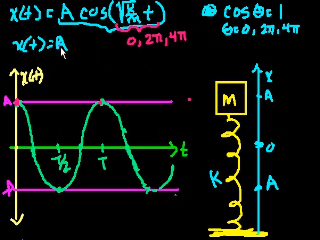 x(t) = A cos(√k/m t)
0, 2π, 4π
cos θ = 1
θ = 0, 2π, 4π
x(t) = A
x(t)
A
T/2
T
t
A
M
K
x
A
0
A